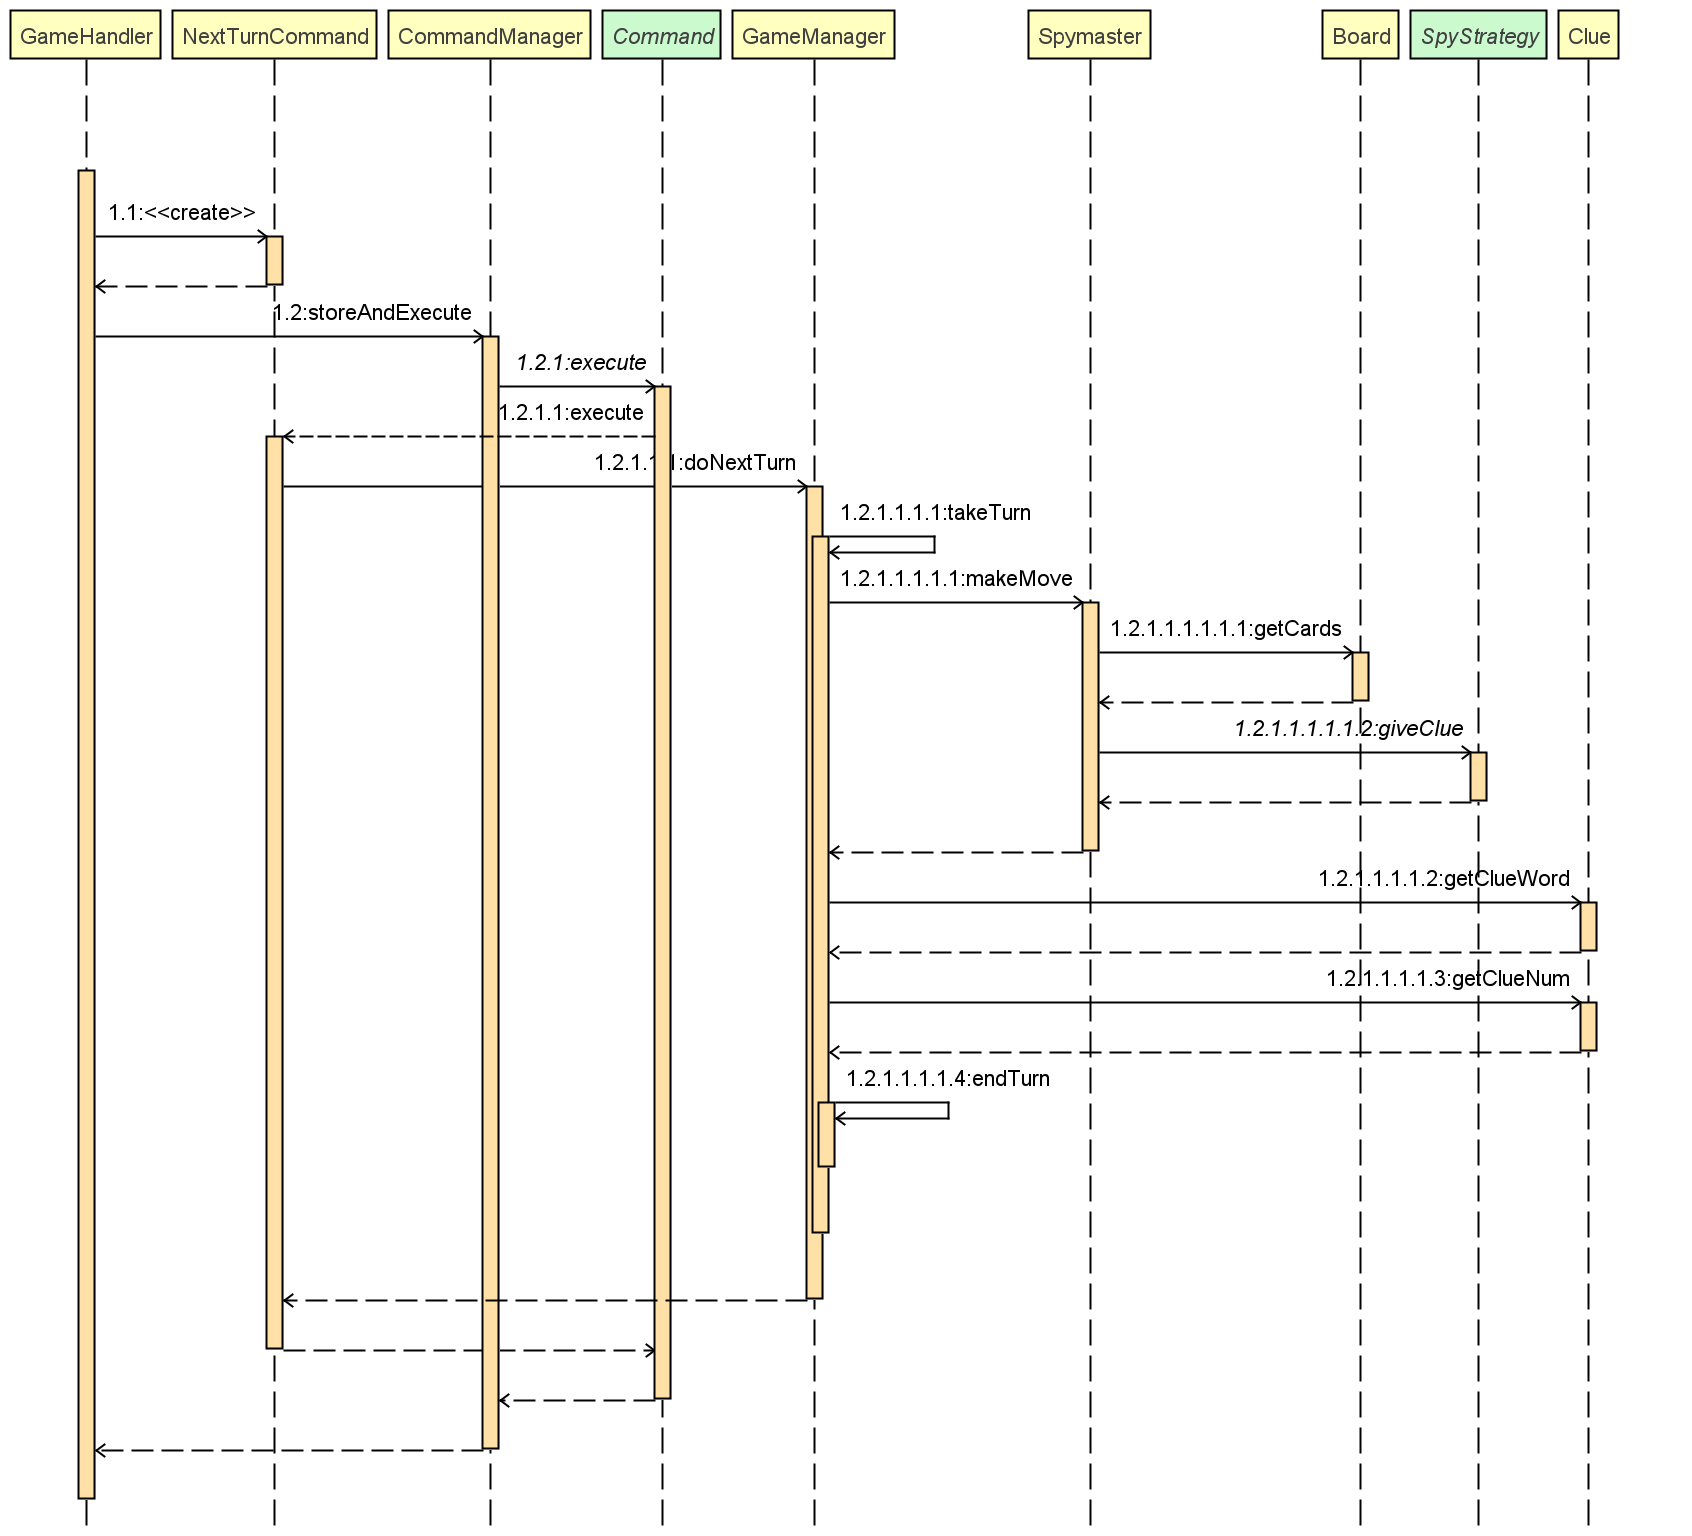 GameHandler
NextTurnCommand
CommandManager
Command
GameManager
Spymaster
Board
SpyStrategy
Clue
1.1:<<create>>
1.2:storeAndExecute
1.2.1:execute
1.2.1.1:execute
1.2.1.1.1:doNextTurn
1.2.1.1.1.1:takeTurn
1.2.1.1.1.1.1:makeMove
1.2.1.1.1.1.1.1:getCards
1.2.1.1.1.1.1.2:giveClue
1.2.1.1.1.1.2:getClueWord
1.2.1.1.1.1.3:getClueNum
1.2.1.1.1.1.4:endTurn